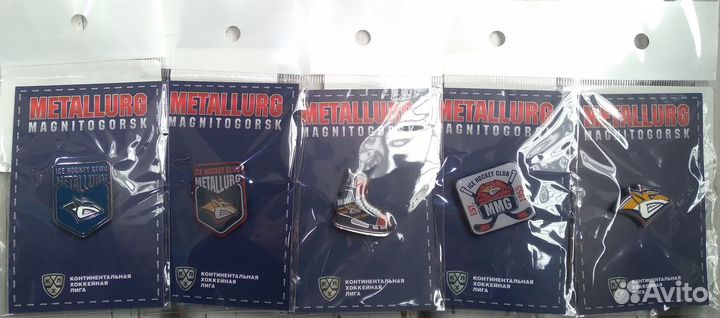 METALLURG
MAGNITOGORSK
ICE HOCKEY CLUB
METALLURG
КОНТИНЕНТАЛЬНАЯ
ХОККЕЙНАЯ
ЛИГА
METALLURG
MAGNITOGORSK
ICE HOCKEY CLUB
METALLURG
КОНТИНЕНТАЛЬНАЯ
ХОККЕЙНАЯ
ЛИГА
METALLURG
MAGNITOGORSK
КОНТИНЕНТАЛЬНАЯ
ХОККЕЙНАЯ
ЛИГА
METALLURG
MAGNITOGORSK
ICE HOCKEY CLUB
EST.
MMG
КОНТИНЕНТАЛЬНАЯ
ХОККЕЙНАЯ
ЛИГА
METALLURG
MAGNITOGORSK
КОНТИНЕНТАЛЬНАЯ
ХОККЕЙНАЯ
Avito